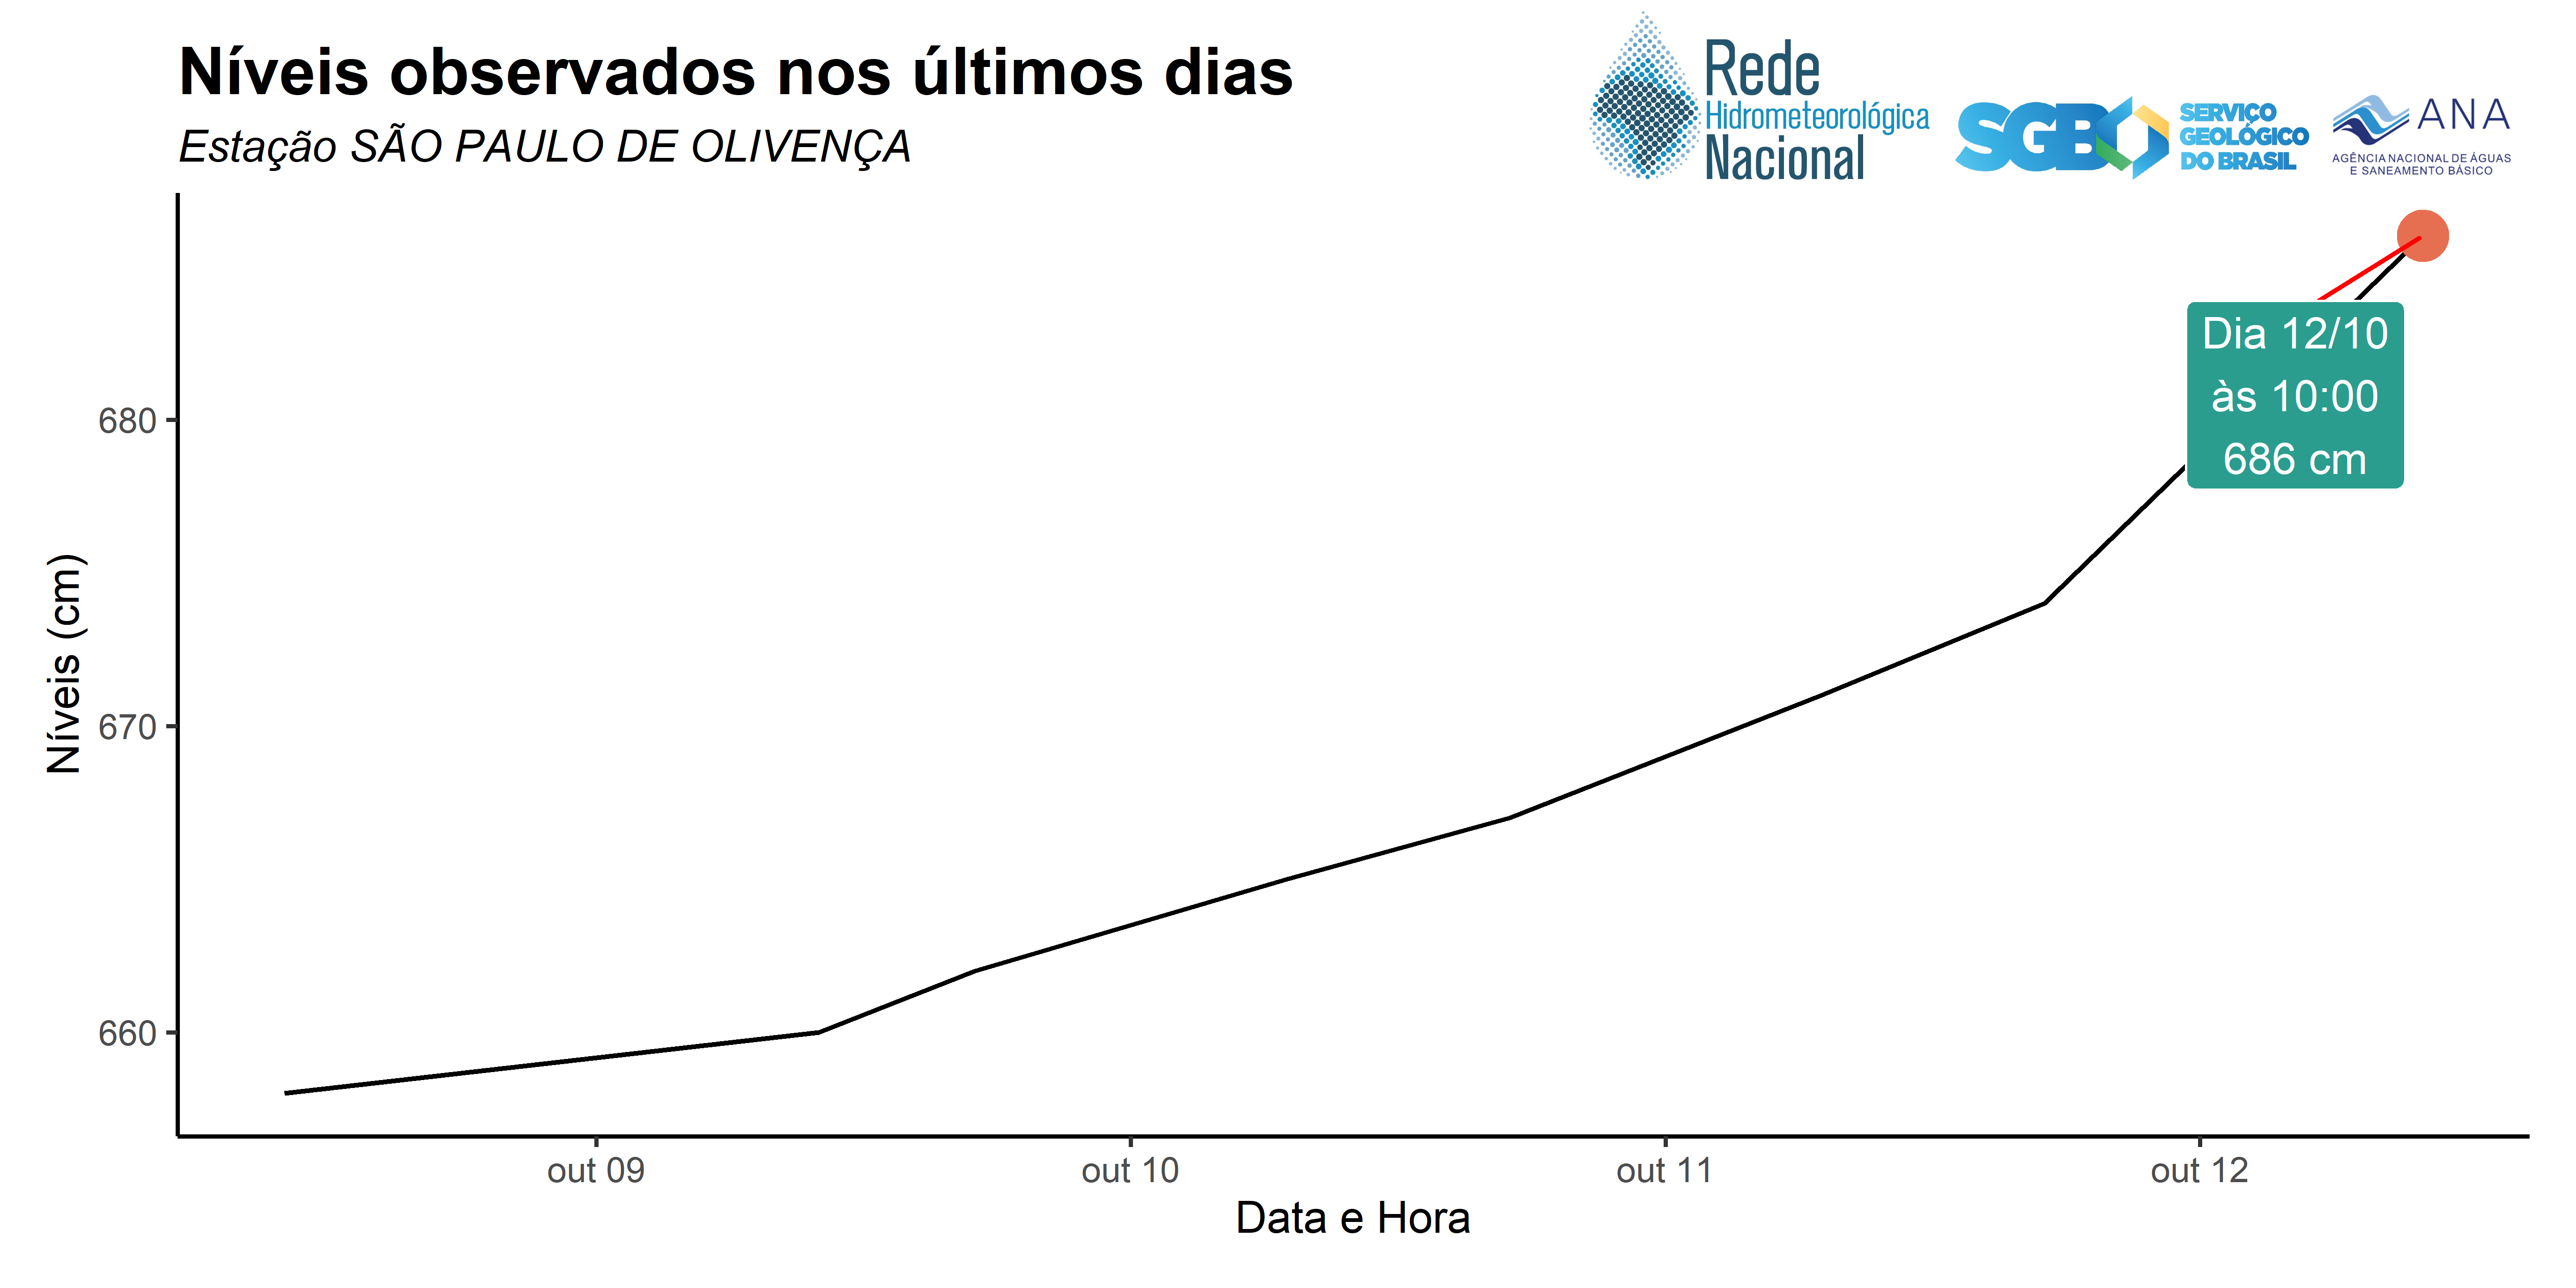 Níveis observados nos últimos dias
Estação SÃO PAULO DE OLIVENÇA
Rede
Hidrometeorológica
Nacional
SGB
SERVIÇO
GEOLÓGICO
DO BRASIL
ANA
AGÊNCIA NACIONAL DE ÁGUAS
E SANEAMENTO BÁSICO
Dia 12/10
às 10:00
686 cm
Níveis (cm)
680
670
660
out 09
out 10
out 11
out 12
Data e Hora